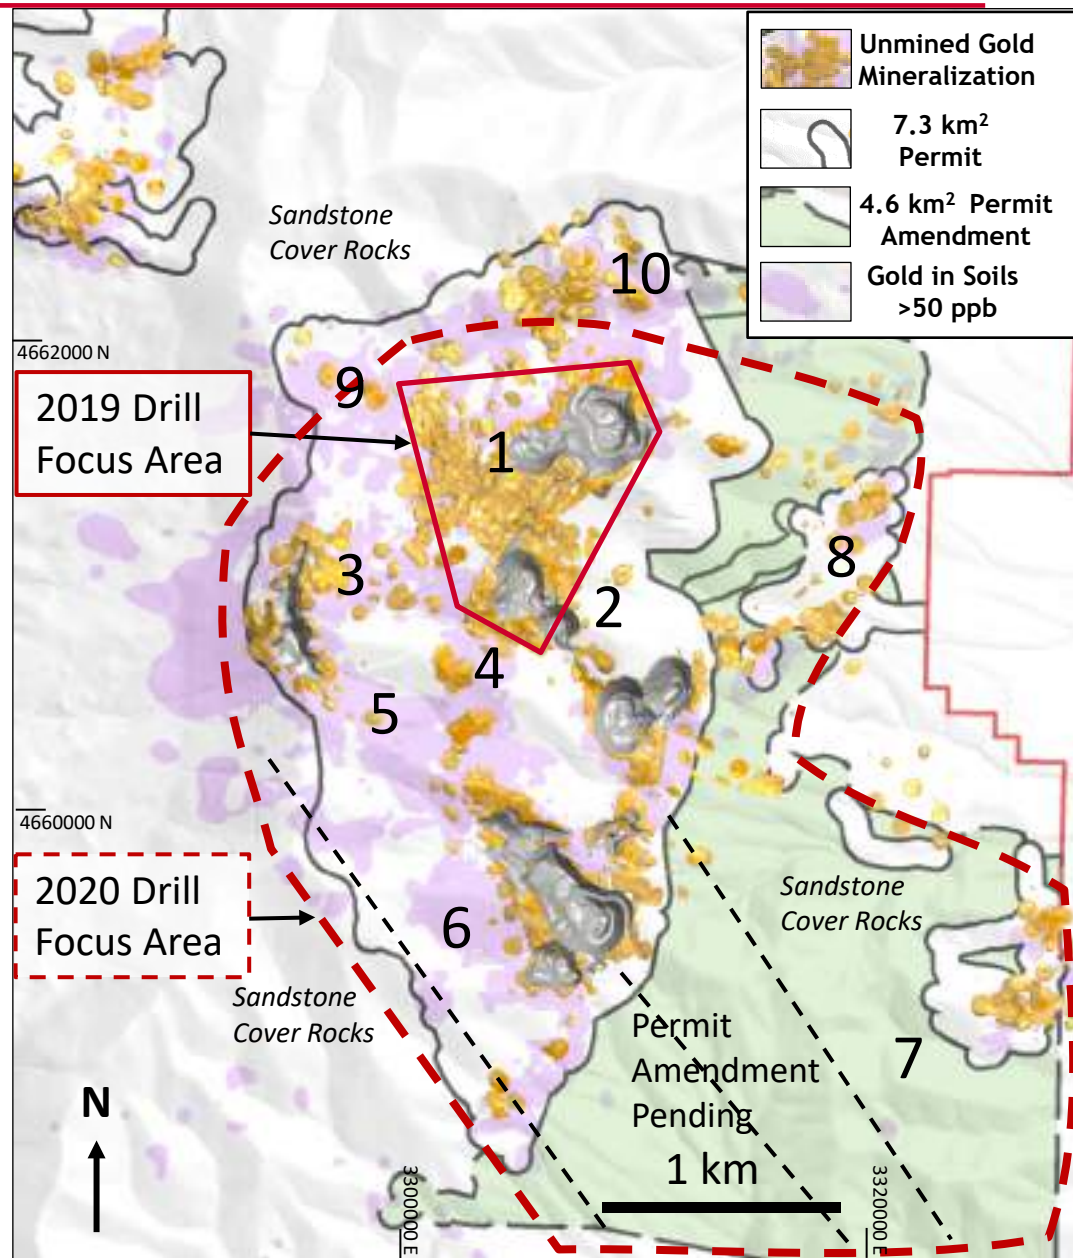 Unmined Gold
Mineralization
7.3 km²
Permit
4.6 km² Permit
Amendment
Gold in Soils
>50 ppb
Sandstone
Cover Rocks
10
4662000 N
9
2019 Drill
Focus Area
1
8
3
2
4
5
4660000 N
2020 Drill
Focus Area
Sandstone
Cover Rocks
6
Sandstone
Cover Rocks
Permit
Amendment
Pending
7
N
1 km
3300000 E
3320000 E